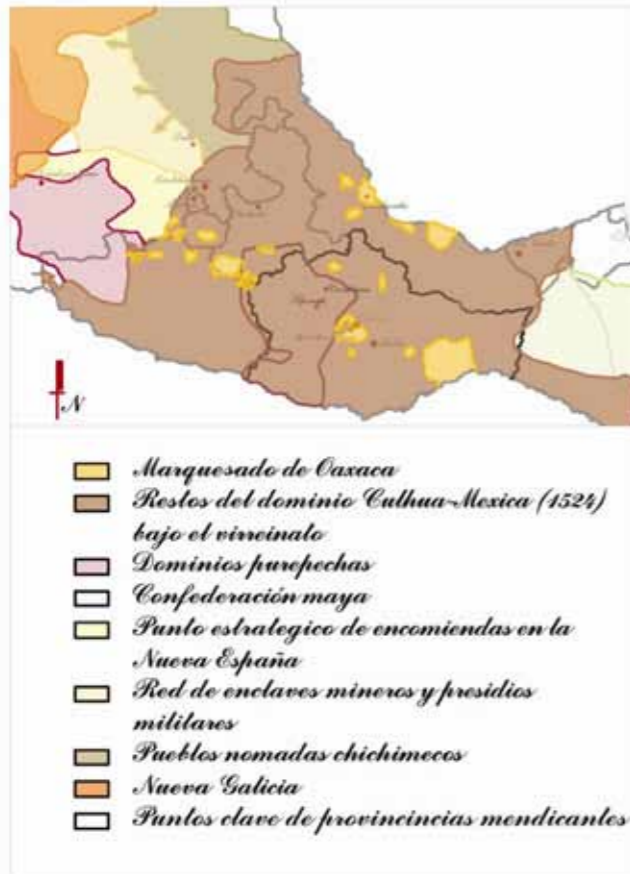 N
Marquesado de Oaxaca
Restos del dominio Culhua-Mexica (1524)
bajo el virreinato
Dominios purepechas
Confederación maya
Punto estrategico de encomiendas en la
Nueva España
Red de enclaves mineros y presidios
militares
Pueblos nomadas chichimecos
Nueva Galicia
Puntos clave de provincincias mendicantes